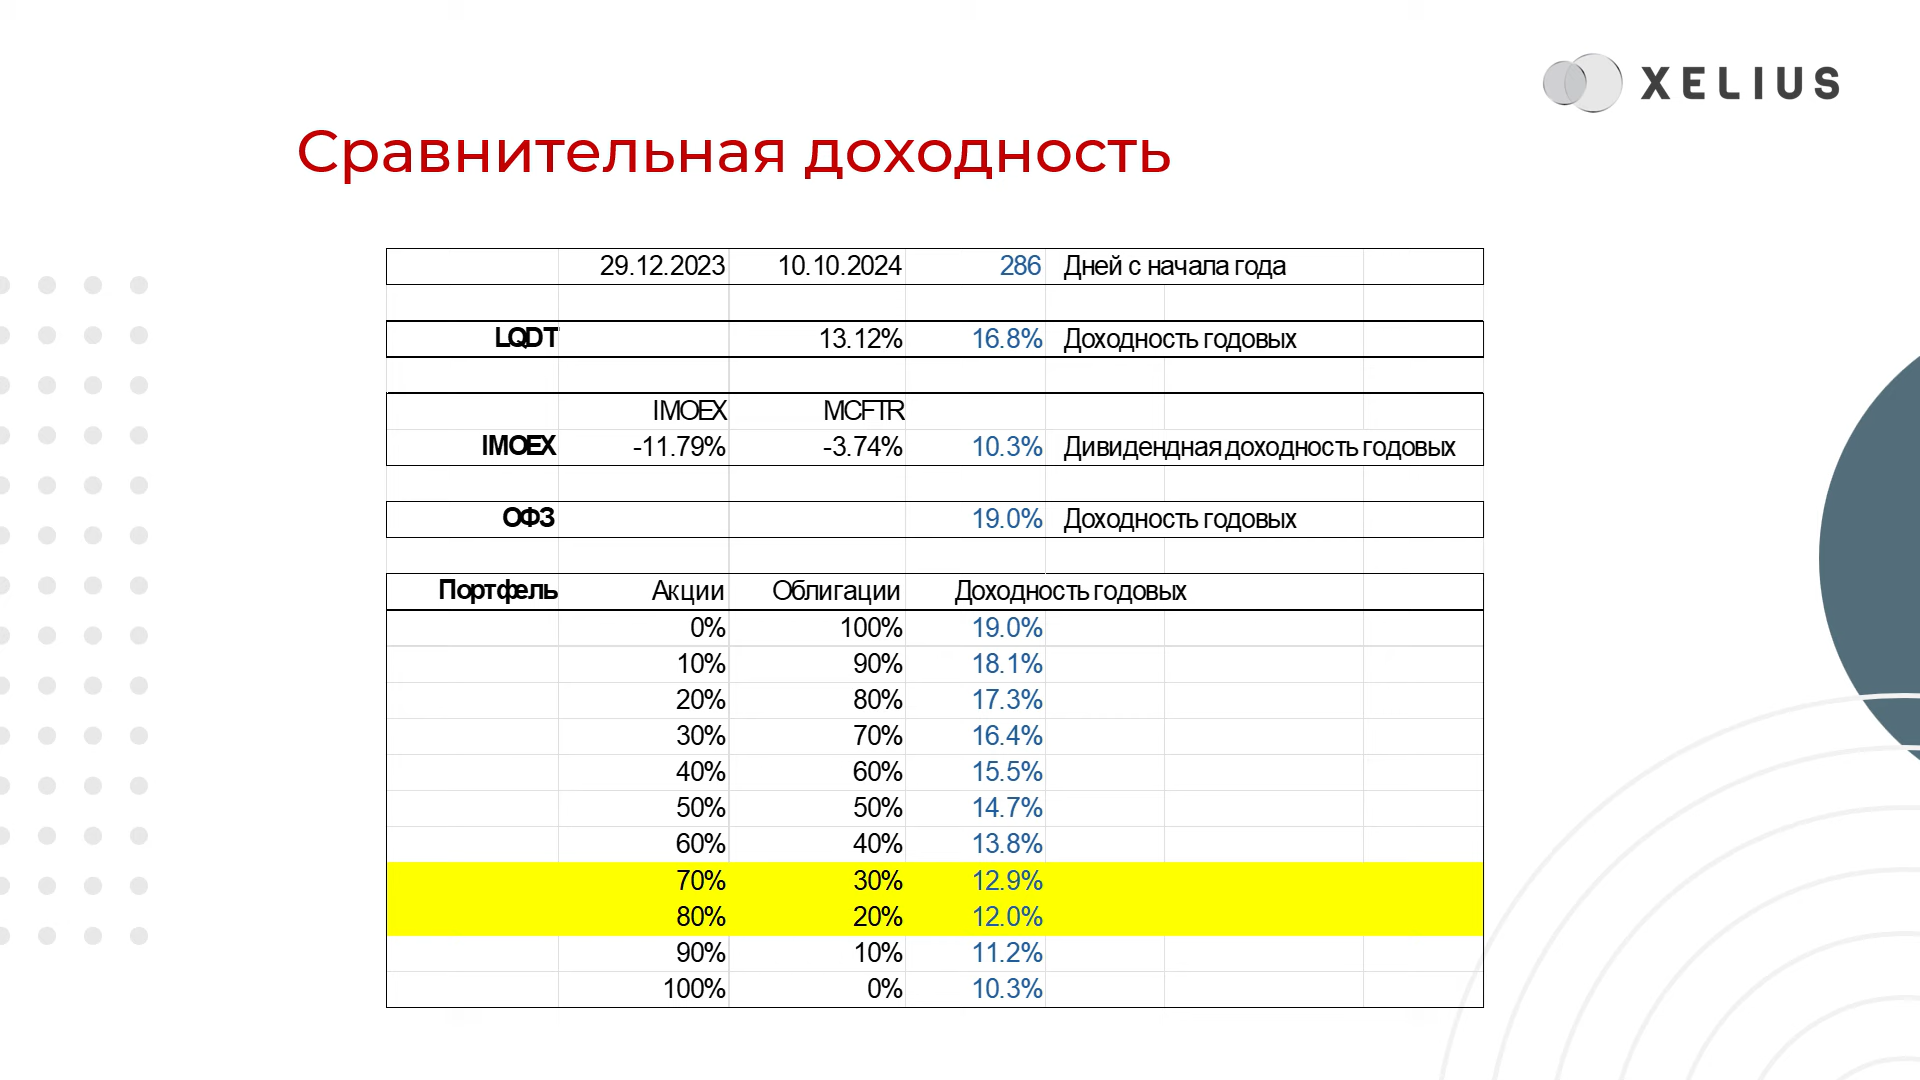 XELIUS
Сравнительная доходность
29.12.2023 10.10.2024 286 Дней с начала года
LQDT 13.12% 16.8% Доходность годовых
IMOEX MCFTR
IMOEX -11.79% -3.74% 10.3% Дивидендная доходность годовых
ОФЗ 19.0% Доходность годовых
Портфель Акции Облигации Доходность годовых
0% 100% 19.0%
10% 90% 18.1%
20% 80% 17.3%
30% 70% 16.4%
40% 60% 15.5%
50% 50% 14.7%
60% 40% 13.8%
70% 30% 12.9%
80% 20% 12.0%
90% 10% 11.2%
100% 0% 10.3%